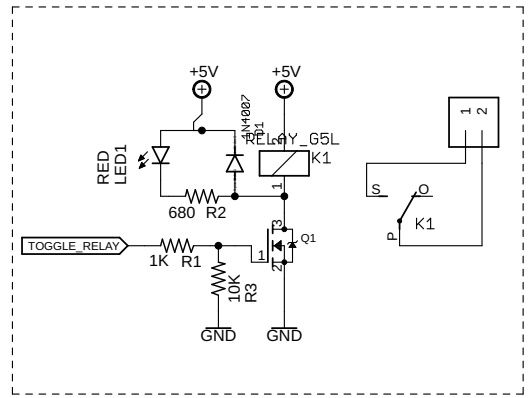 +5V
+5V
1N4007
D1
RELAY_G5L
2
K1
1
RED
LED1
680 R2
TOGGLE_RELAY
1K R1
10K
R3
3
Q1
1
2
GND
GND
1
2
S
O
P
K1